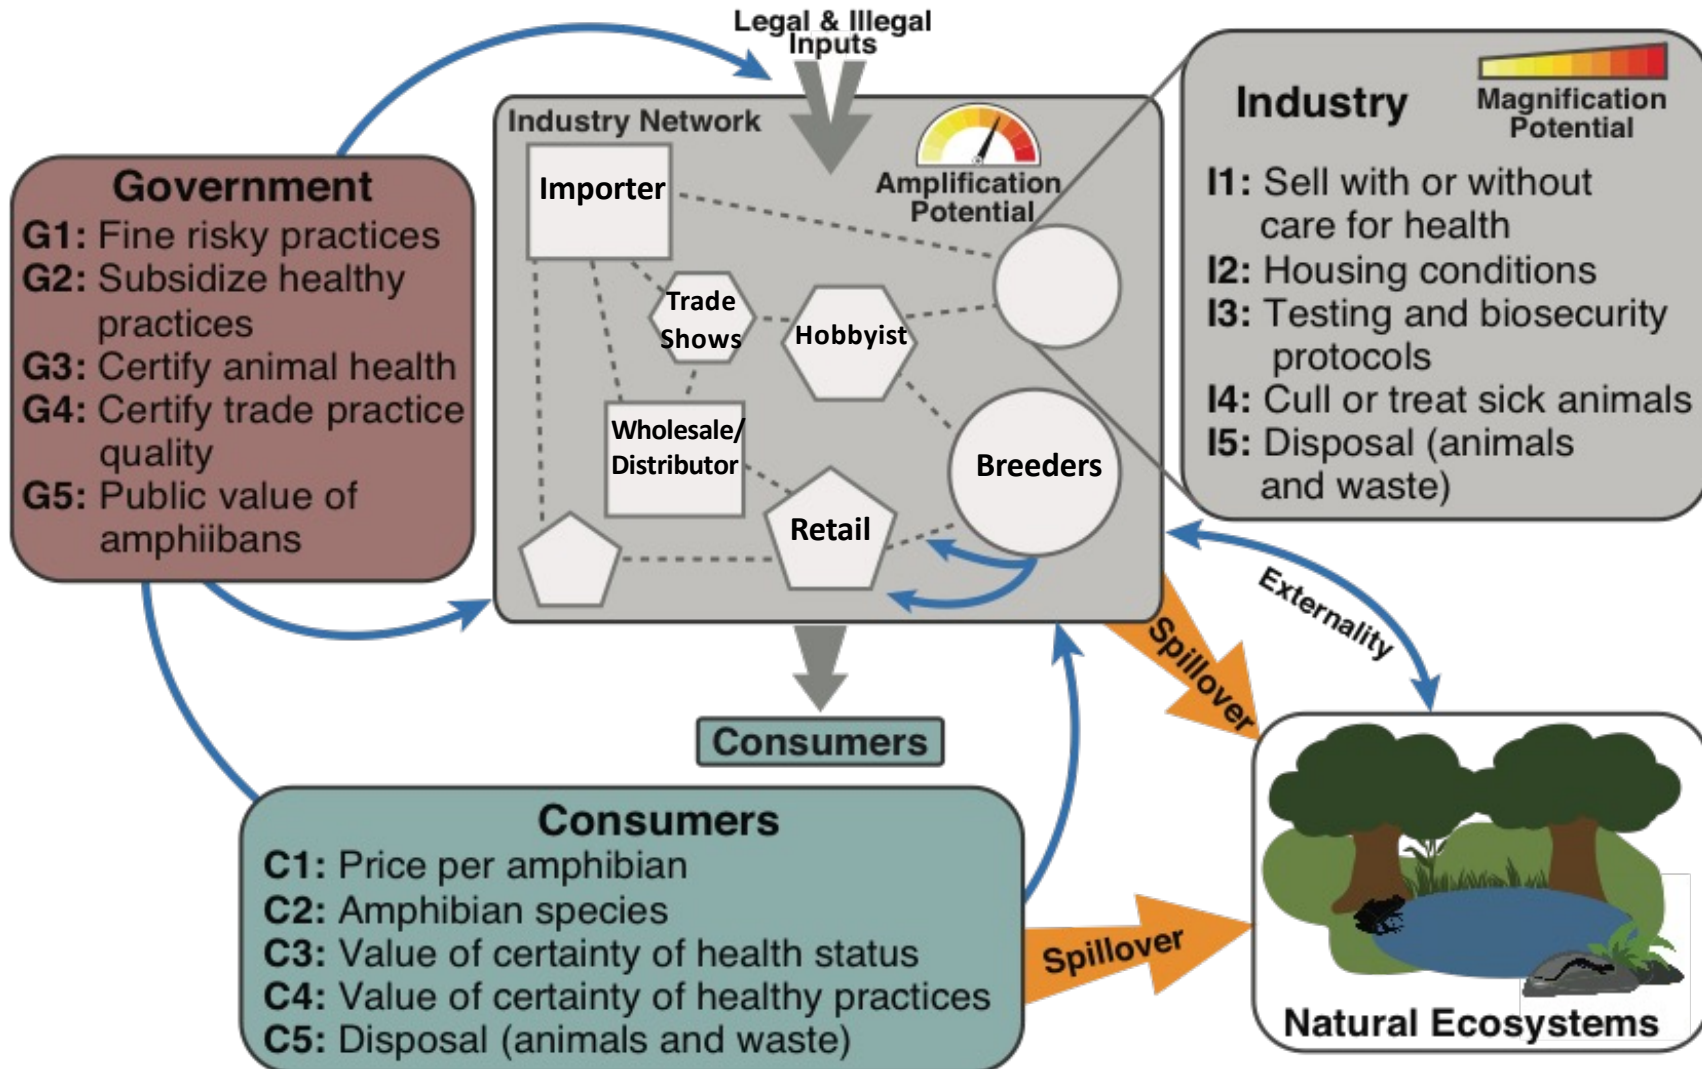 Legal & Illegal
Inputs
Industry Network
Amplification
Potential
Importer
Trade
Shows
Hobbyist
Wholesale/
Distributor
Retail
Breeders
Government
G1: Fine risky practices
G2: Subsidize healthy
practices
G3: Certify animal health
G4: Certify trade practice
quality
G5: Public value of
amphiibans
Industry
Magnification
Potential
I1: Sell with or without
care for health
I2: Housing conditions
I3: Testing and biosecurity
protocols
I4: Cull or treat sick animals
I5: Disposal (animals
and waste)
Externality
Spillover
Consumers
Consumers
C1: Price per amphibian
C2: Amphibian species
C3: Value of certainty of health status
C4: Value of certainty of healthy practices
C5: Disposal (animals and waste)
Spillover
Natural Ecosystems